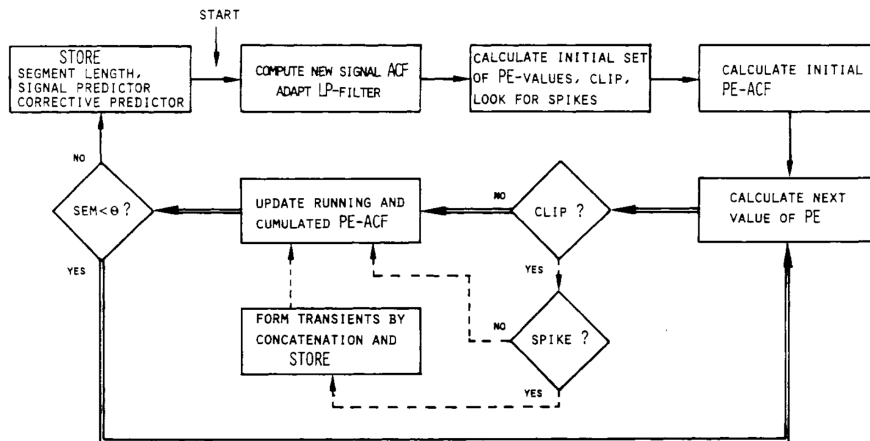 START
STORE
SEGMENT LENGTH,
SIGNAL PREDICTOR
CORRECTIVE PREDICTOR
COMPUTE NEW SIGNAL ACF
ADAPT LP-FILTER
CALCULATE INITIAL SET
OF PE-VALUES, CLIP,
LOOK FOR SPIKES
CALCULATE INITIAL
PE-ACF
NO
SEM<θ?
YES
UPDATE RUNNING AND
CUMULATED PE-ACF
NO
CLIP ?
YES
CALCULATE NEXT
VALUE OF PE
FORM TRANSIENTS BY
CONCATENATION AND
STORE
NO
SPIKE ?
YES